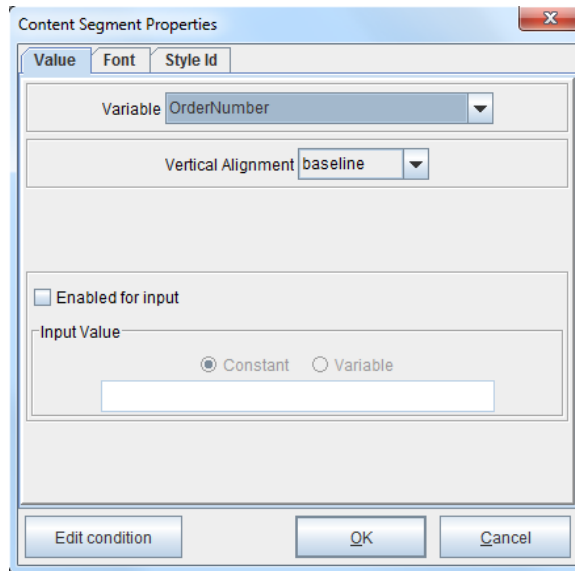 Content Segment Properties
Value Font Style Id
Variable OrderNumber
Vertical Alignment baseline
Enabled for input
Input Value
Constant Variable
Edit condition OK Cancel